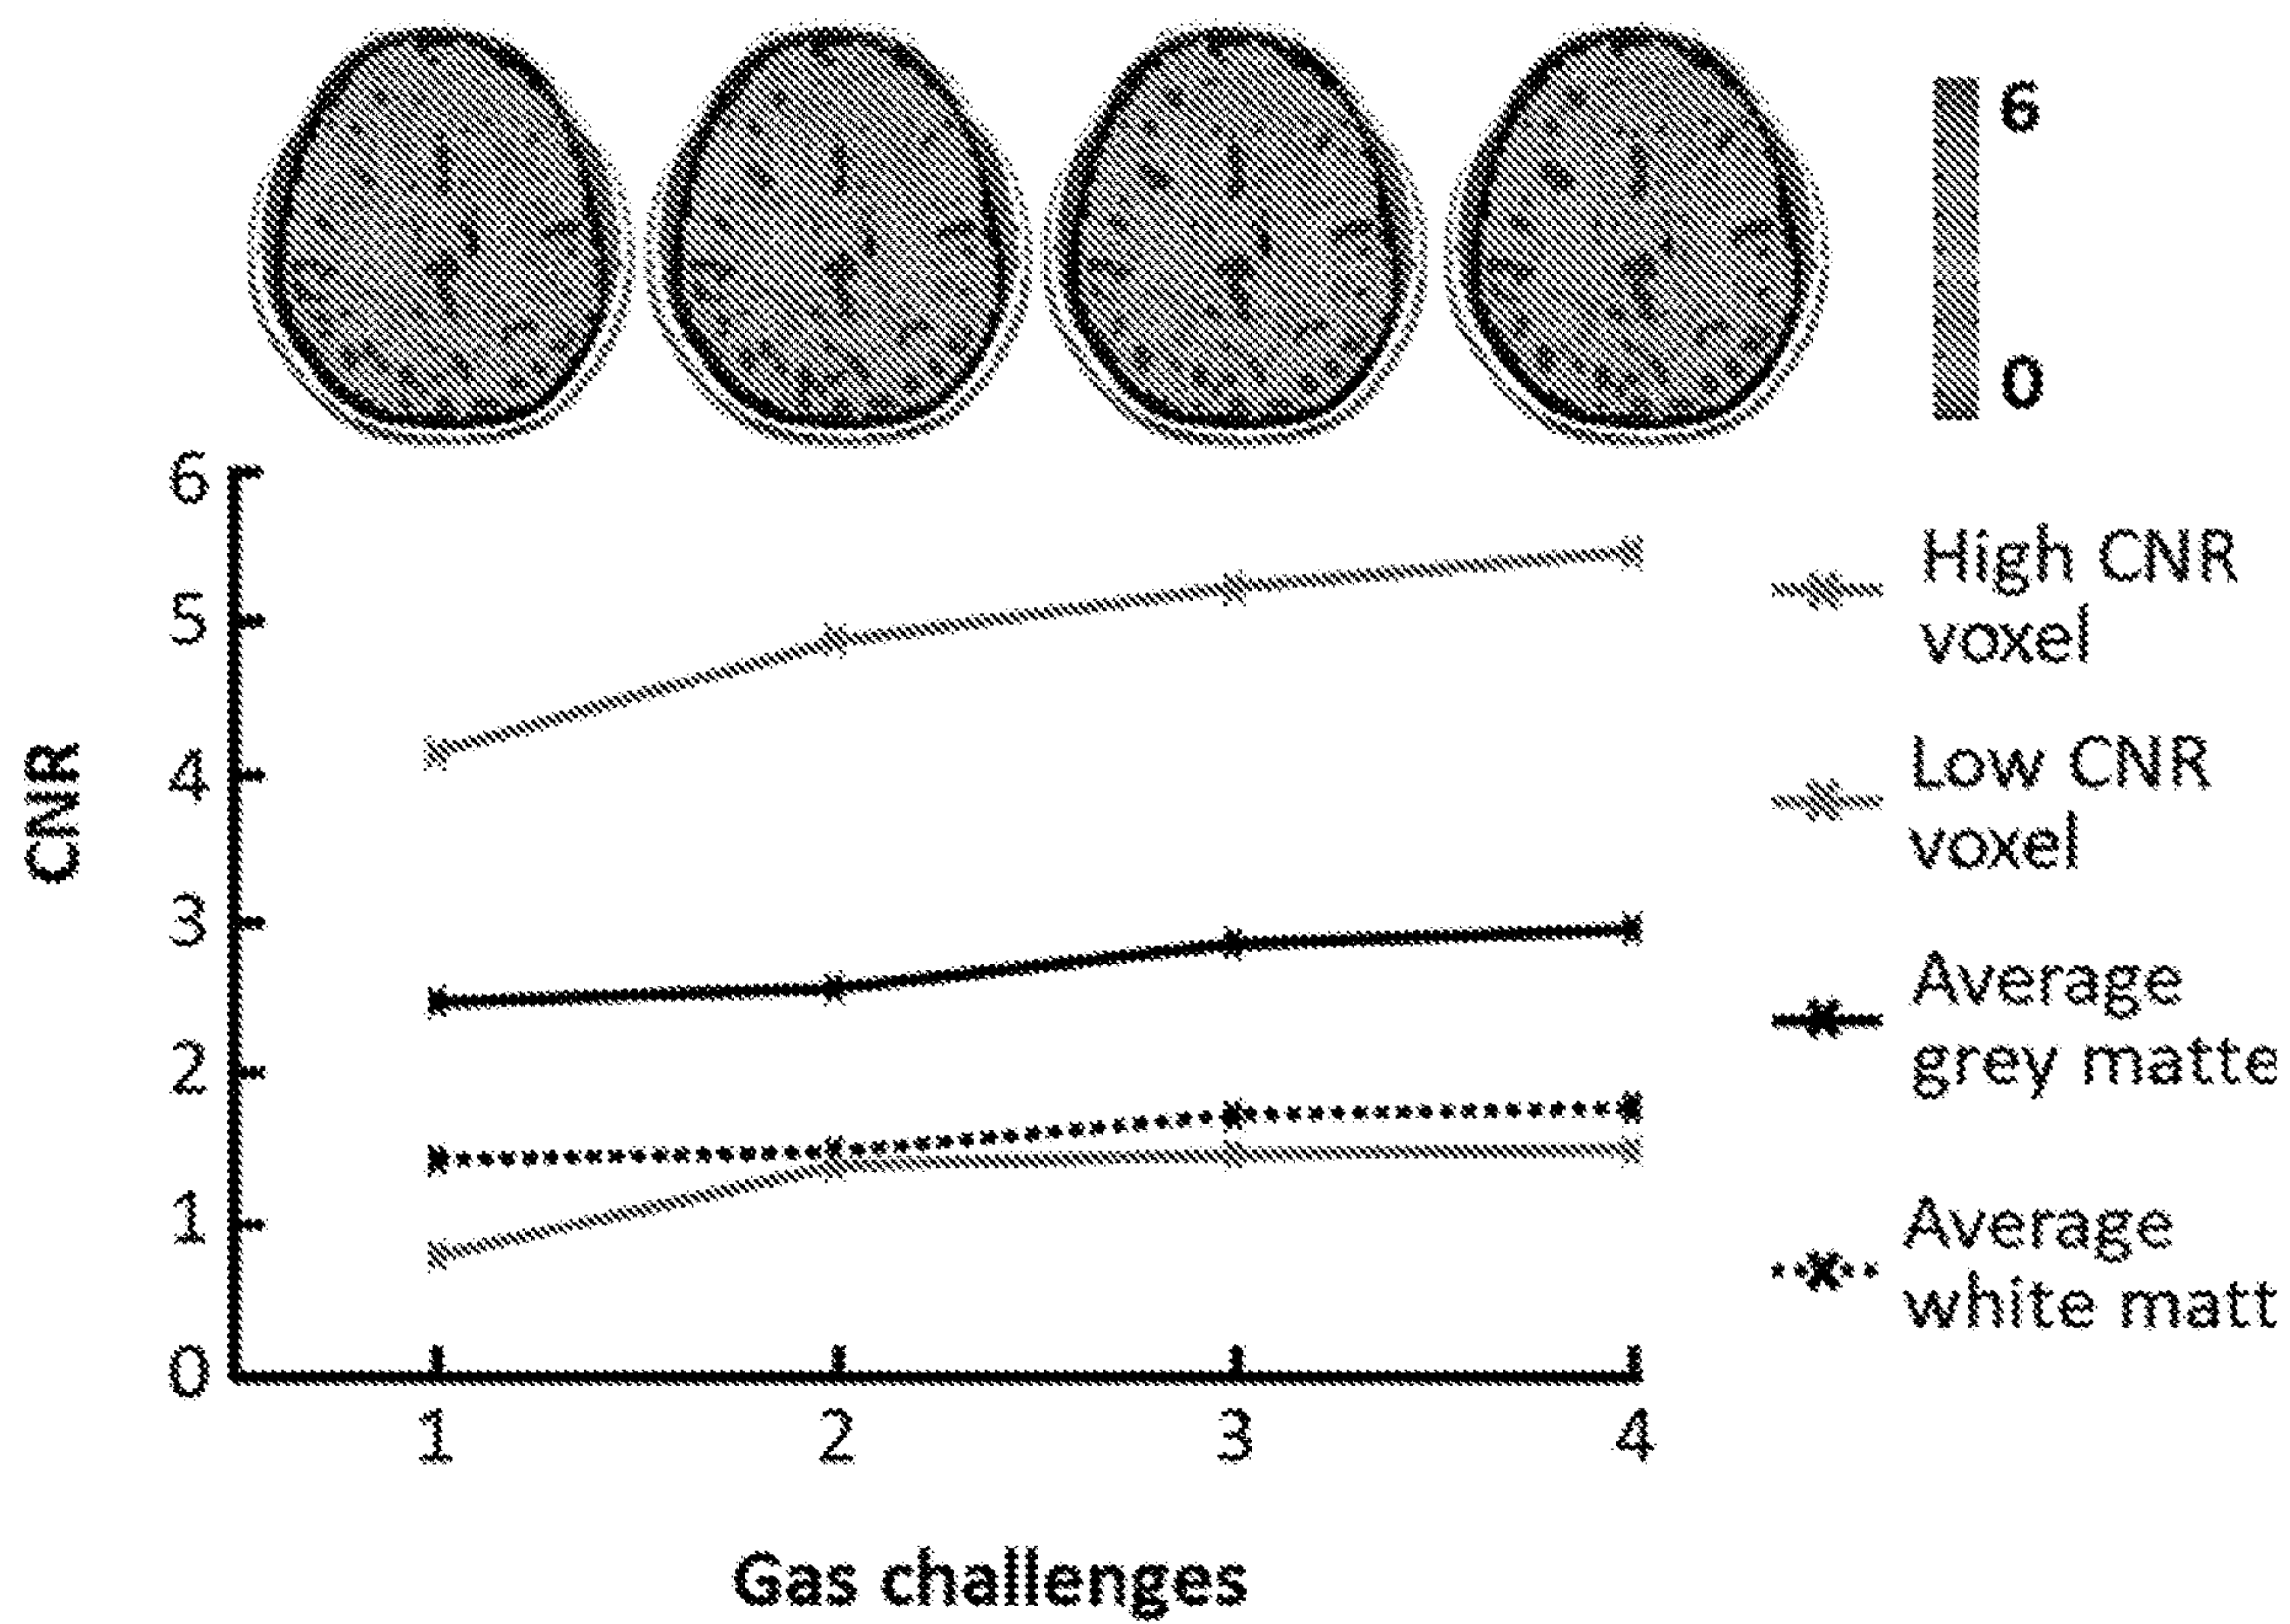 6
0
6
5
4
3
2
1
0
CNR
1
2
3
4
Gas challenges
High CNR
voxel
Low CNR
voxel
Average
grey matte
Average
white matt